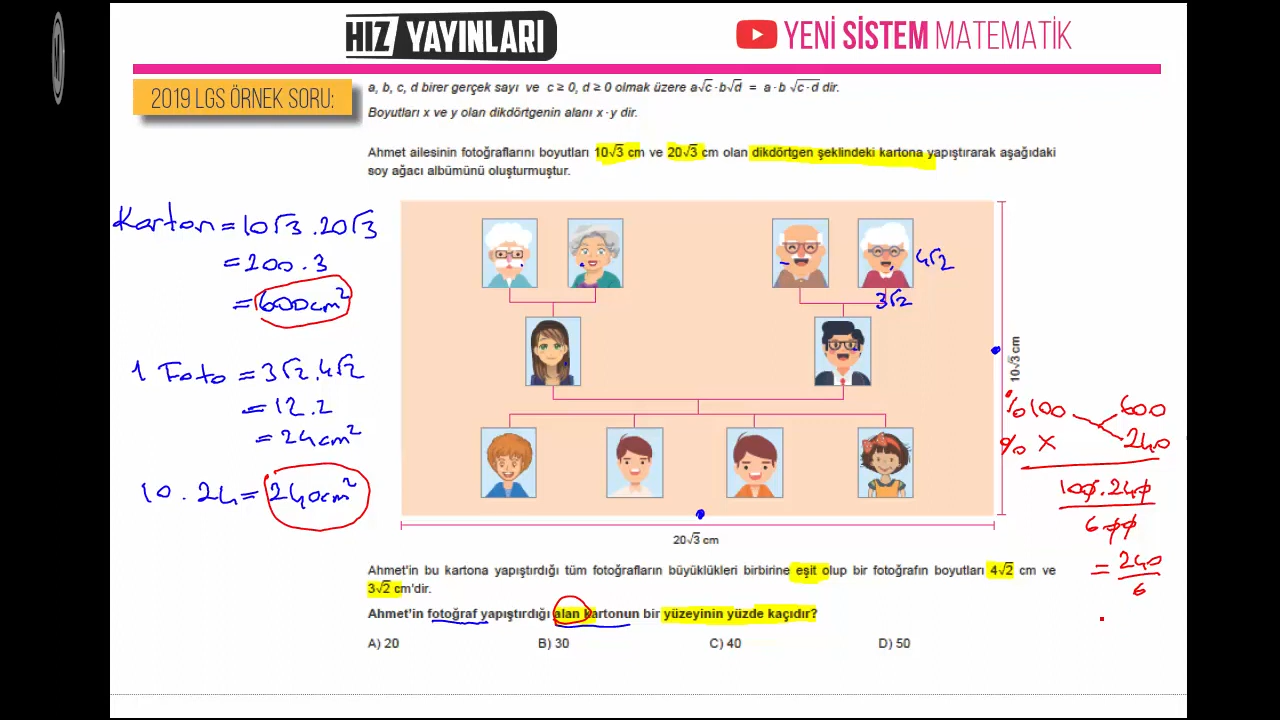 HIZ YAYINLARI
YENİ SİSTEM MATEMATİK
2019 LGS ÖRNEK SORU:
a, b, c, d birer gerçek sayı ve c ≥ 0, d ≥ 0 olmak üzere a√c · b√d = a · b √c · d dir.
Boyutları x ve y olan dikdörtgenin alanı x · y dir.
Ahmet ailesinin fotoğraflarını boyutları 10√3 cm ve 20√3 cm olan dikdörtgen şeklindeki kartona yapıştırarak aşağıdaki
soy ağacı albümünü oluşturmuştur.
Karton = 10√3 . 20√3
= 200 . 3
= 600 cm²
1 Foto = 3√2 . 4√2
= 12 . 2
= 24 cm²
10 . 24 = 240 cm²
4√2
3√2
10√3 cm
20√3 cm
%100 600
% x 240
100 . 240
600
= 240
6
Ahmet'in bu kartona yapıştırdığı tüm fotoğrafların büyüklükleri birbirine eşit olup bir fotoğrafın boyutları 4√2 cm ve
3√2 cm'dir.
Ahmet'in fotoğraf yapıştırdığı alan kartonun bir yüzeyinin yüzde kaçıdır?
A) 20 B) 30 C) 40 D) 50